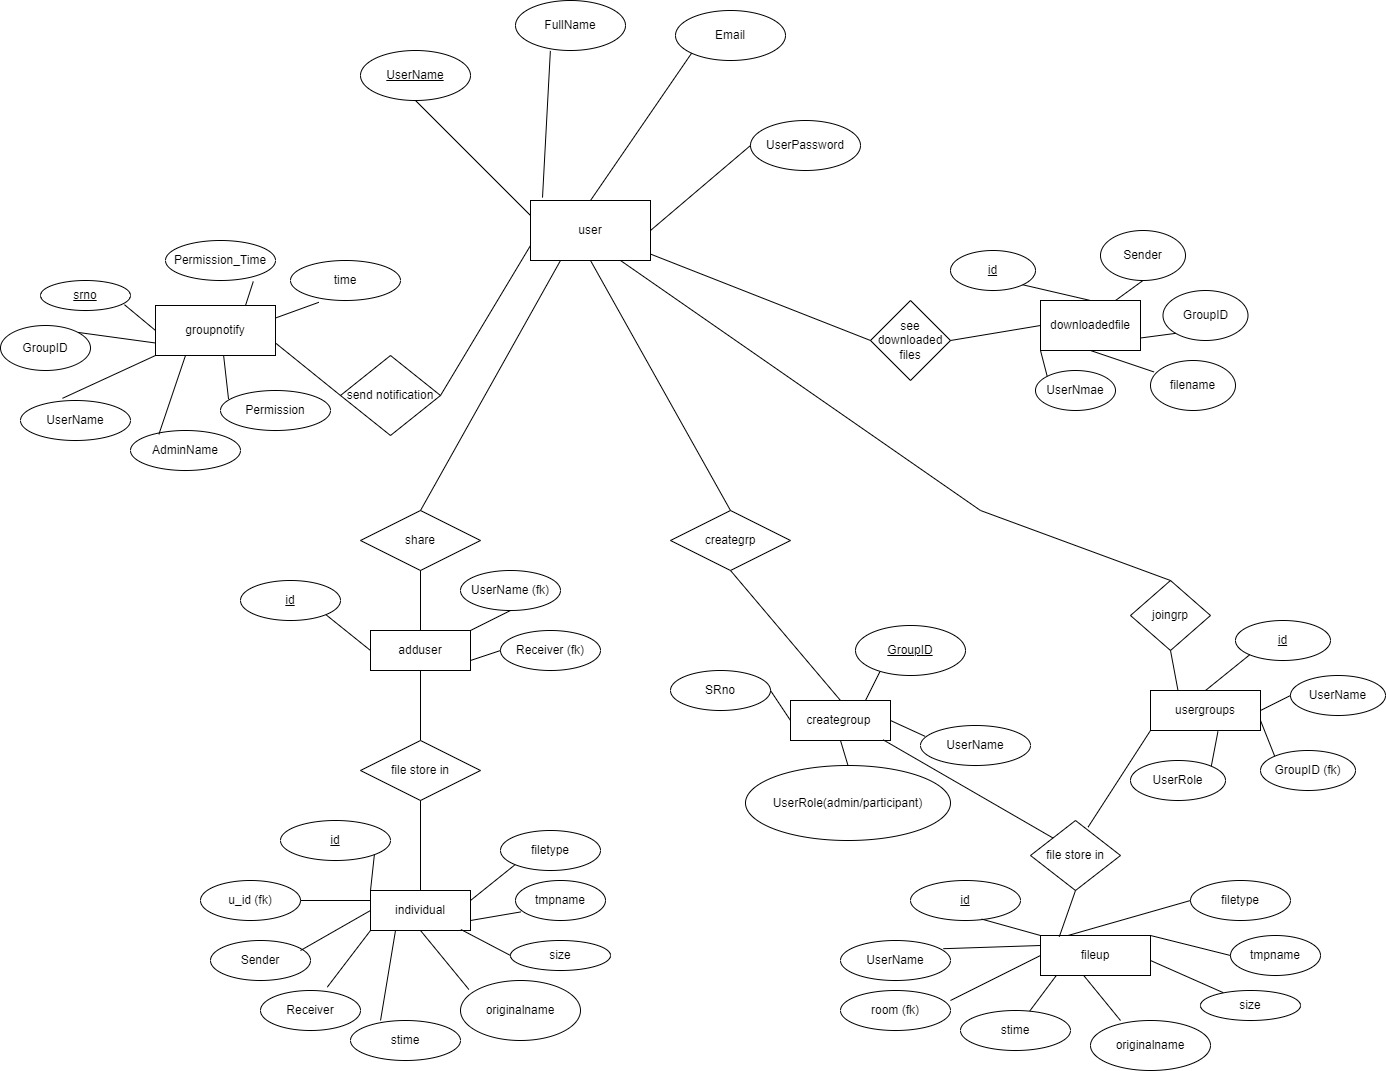 FullName
Email
UserName
UserPassword
user
Permission_Time
time
srno
groupnotify
GroupID
UserName
AdminName
Permission
send notification
id
Sender
see
downloaded
files
downloadedfile
GroupID
UserNmae
filename
share
creategrp
joingrp
id
UserName (fk)
adduser
Receiver (fk)
GroupID
SRno
creategroup
UserName
UserRole(admin/participant)
id
UserName
usergroups
UserRole
GroupID (fk)
file store in
file store in
id
filetype
u_id (fk)
tmpname
individual
Sender
size
Receiver
originalname
stime
id
filetype
UserName
fileup
tmpname
room (fk)
size
stime
originalname